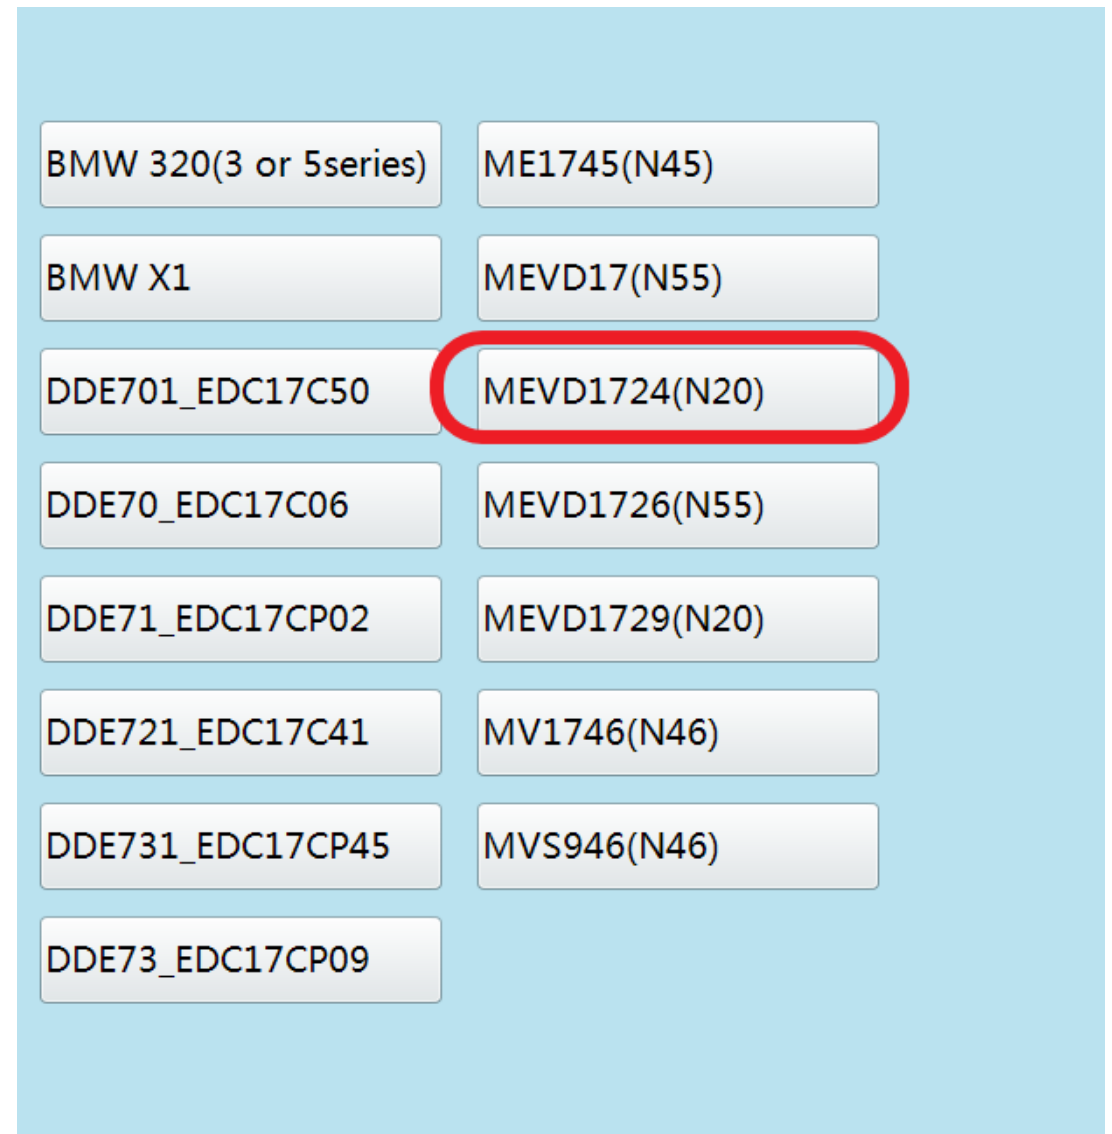 BMW 320(3 or 5series)
BMW X1
DDE701_EDC17C50
DDE70_EDC17C06
DDE71_EDC17CP02
DDE721_EDC17C41
DDE731_EDC17CP45
DDE73_EDC17CP09
ME1745(N45)
MEVD17(N55)
MEVD1724(N20)
MEVD1726(N55)
MEVD1729(N20)
MV1746(N46)
MVS946(N46)